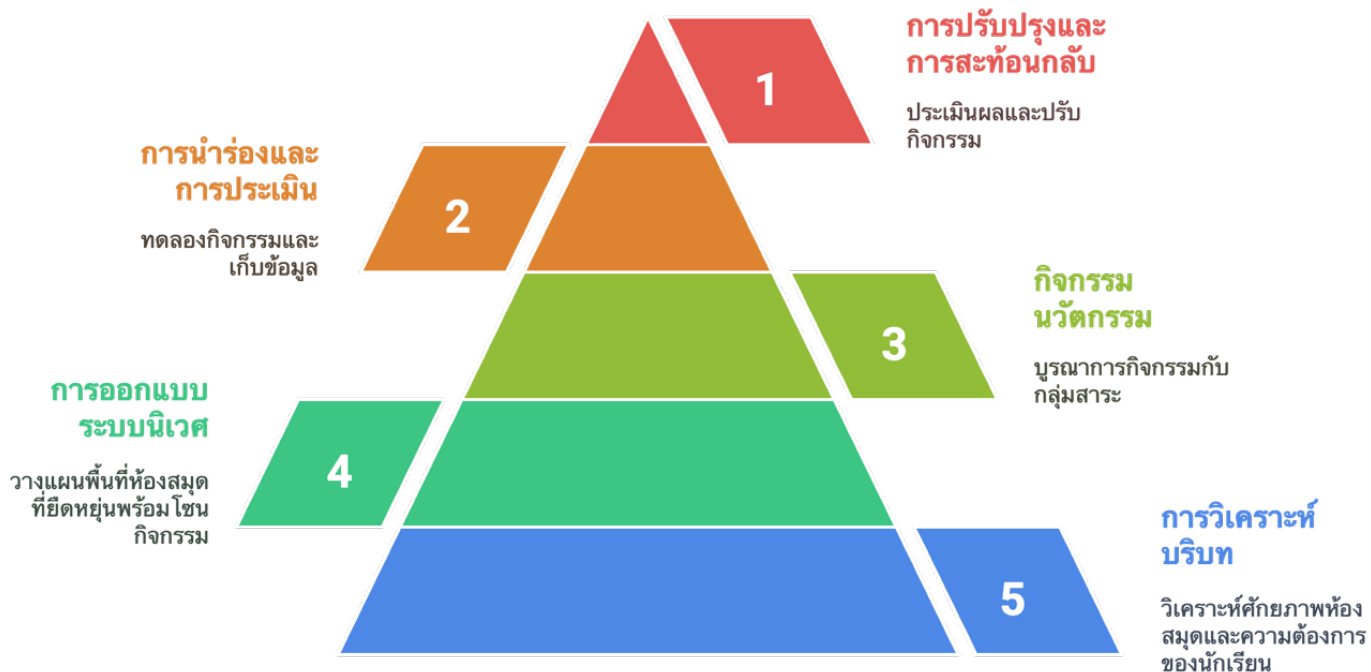 การปรับปรุงและ
การสะท้อนกลับ
1
ประเมินผลและปรับ
กิจกรรม
การนำร่องและ
การประเมิน
2
ทดลองกิจกรรมและ
เก็บข้อมูล
กิจกรรม
นวัตกรรม
3
บูรณาการกิจกรรมกับ
กลุ่มสาระ
การออกแบบ
ระบบนิเวศ
4
วางแผนพื้นที่ห้องสมุด
ที่ยืดหยุ่นพร้อมโซน
กิจกรรม
การวิเคราะห์
บริบท
5
วิเคราะห์ศักยภาพห้อง
สมุดและความต้องการ
ของนักเรียน